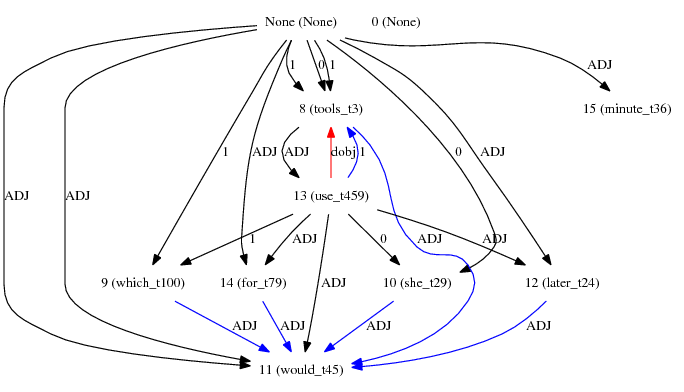 None (None) 0 (None)
1 0 1 ADJ
8 (tools_t3) 15 (minute_t36)
1 ADJ ADJ dobj 1 0 ADJ
ADJ ADJ 13 (use_t459)
1 ADJ 0 ADJ ADJ
9 (which_t100) 14 (for_t79) ADJ 10 (she_t29) 12 (later_t24)
ADJ ADJ ADJ ADJ
11 (would_t45)